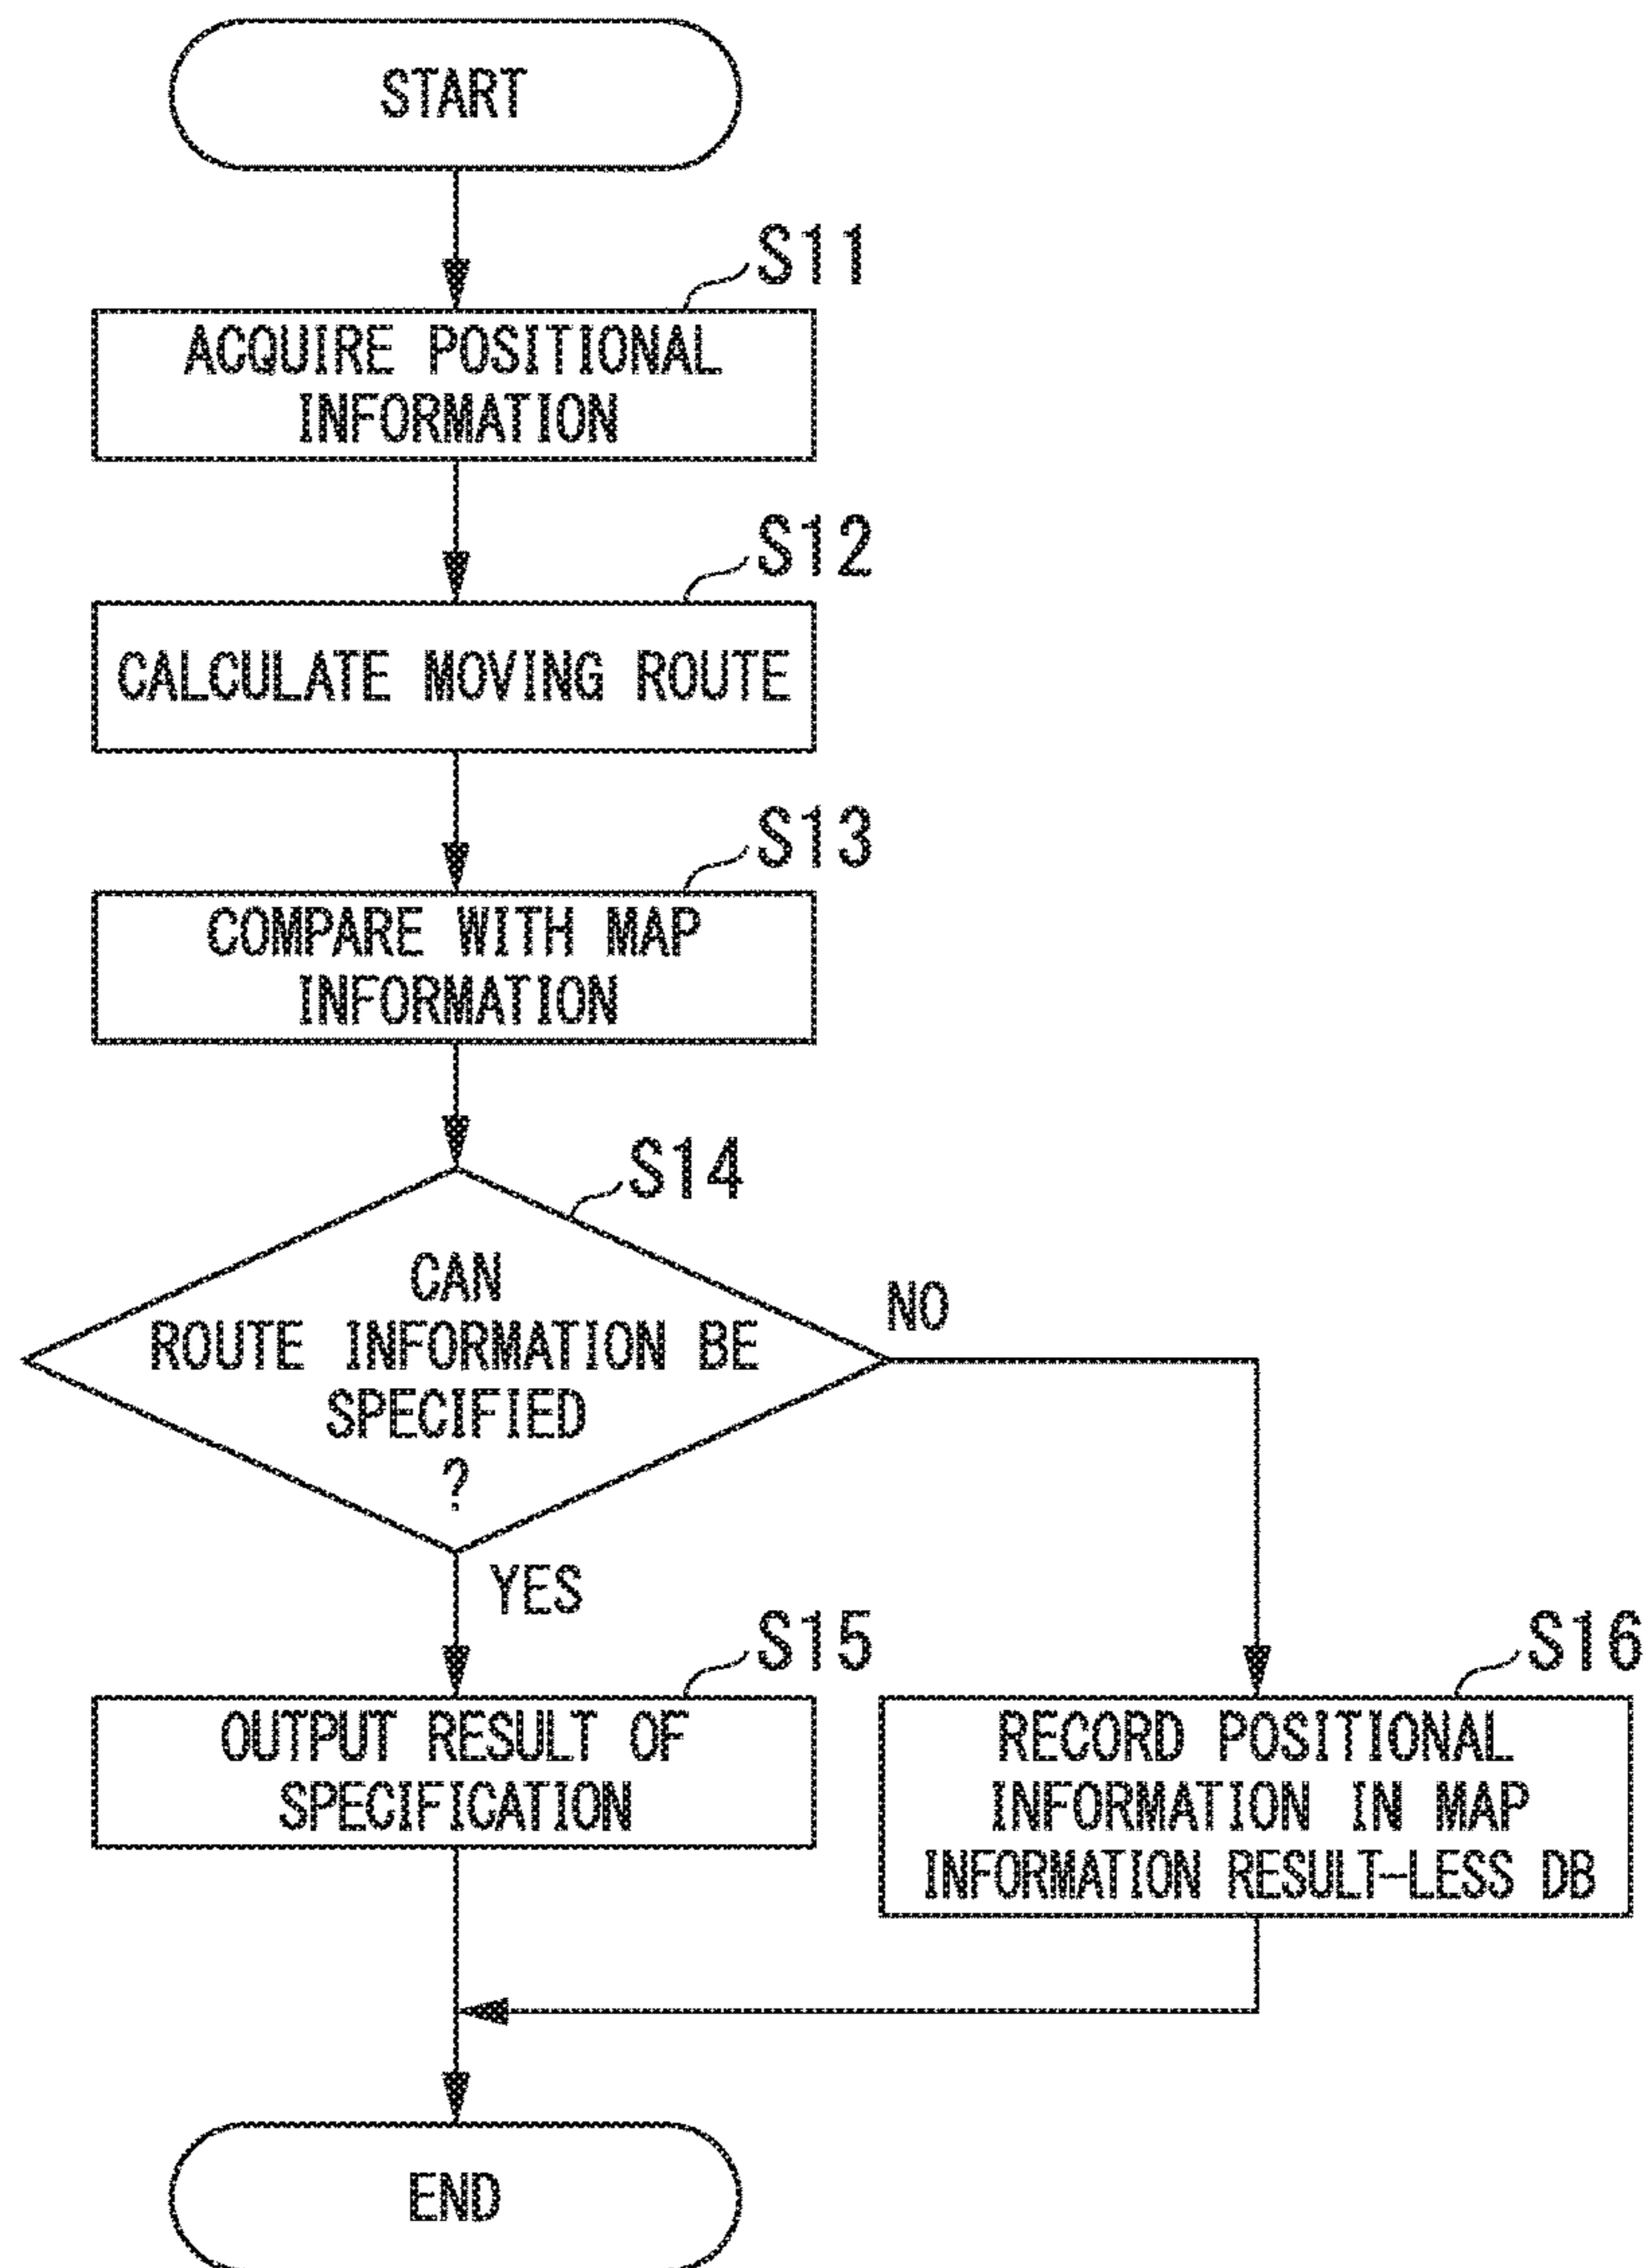 START
S11
ACQUIRE POSITIONAL
INFORMATION
S12
CALCULATE MOVING ROUTE
S13
COMPARE WITH MAP
INFORMATION
S14
CAN
ROUTE INFORMATION BE
SPECIFIED
?
NO
YES
S15
OUTPUT RESULT OF
SPECIFICATION
S16
RECORD POSITIONAL
INFORMATION IN MAP
INFORMATION RESULT-LESS DB
END